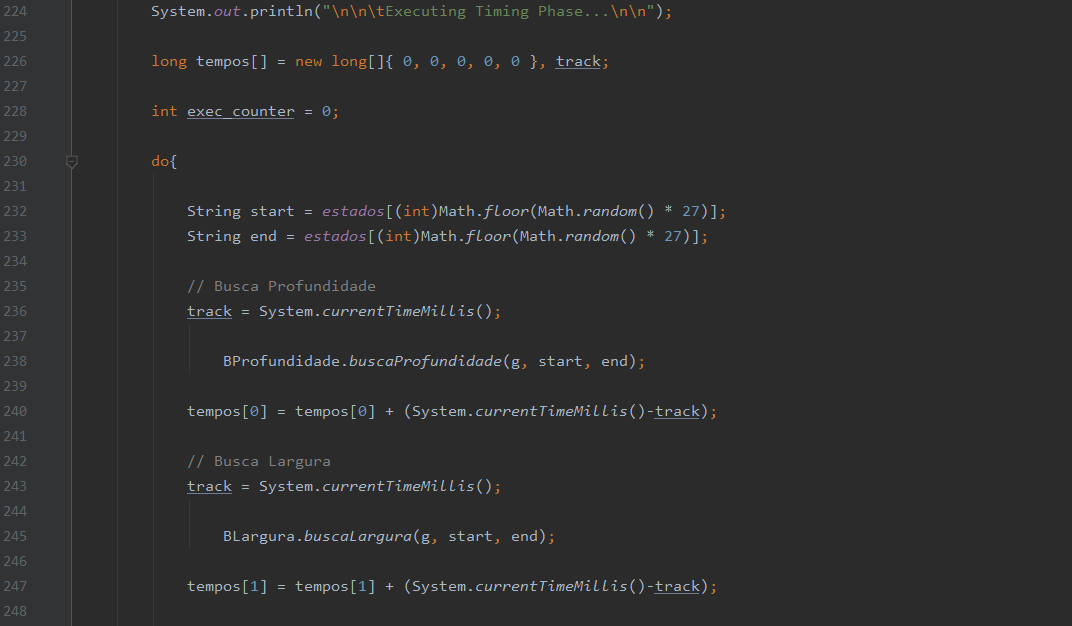 224 System.out.println("\n\n\tExecuting Timing Phase...\n\n");
225
226 long tempos[] = new long[]{ 0, 0, 0, 0, 0 }, track;
227
228 int exec_counter = 0;
229
230 do{
231
232 String start = estados[(int)Math.floor(Math.random() * 27)];
233 String end = estados[(int)Math.floor(Math.random() * 27)];
234
235 // Busca Profundidade
236 track = System.currentTimeMillis();
237
238 BProfundidade.buscaProfundidade(g, start, end);
239
240 tempos[0] = tempos[0] + (System.currentTimeMillis()-track);
241
242 // Busca Largura
243 track = System.currentTimeMillis();
244
245 BLargura.buscaLargura(g, start, end);
246
247 tempos[1] = tempos[1] + (System.currentTimeMillis()-track);
248